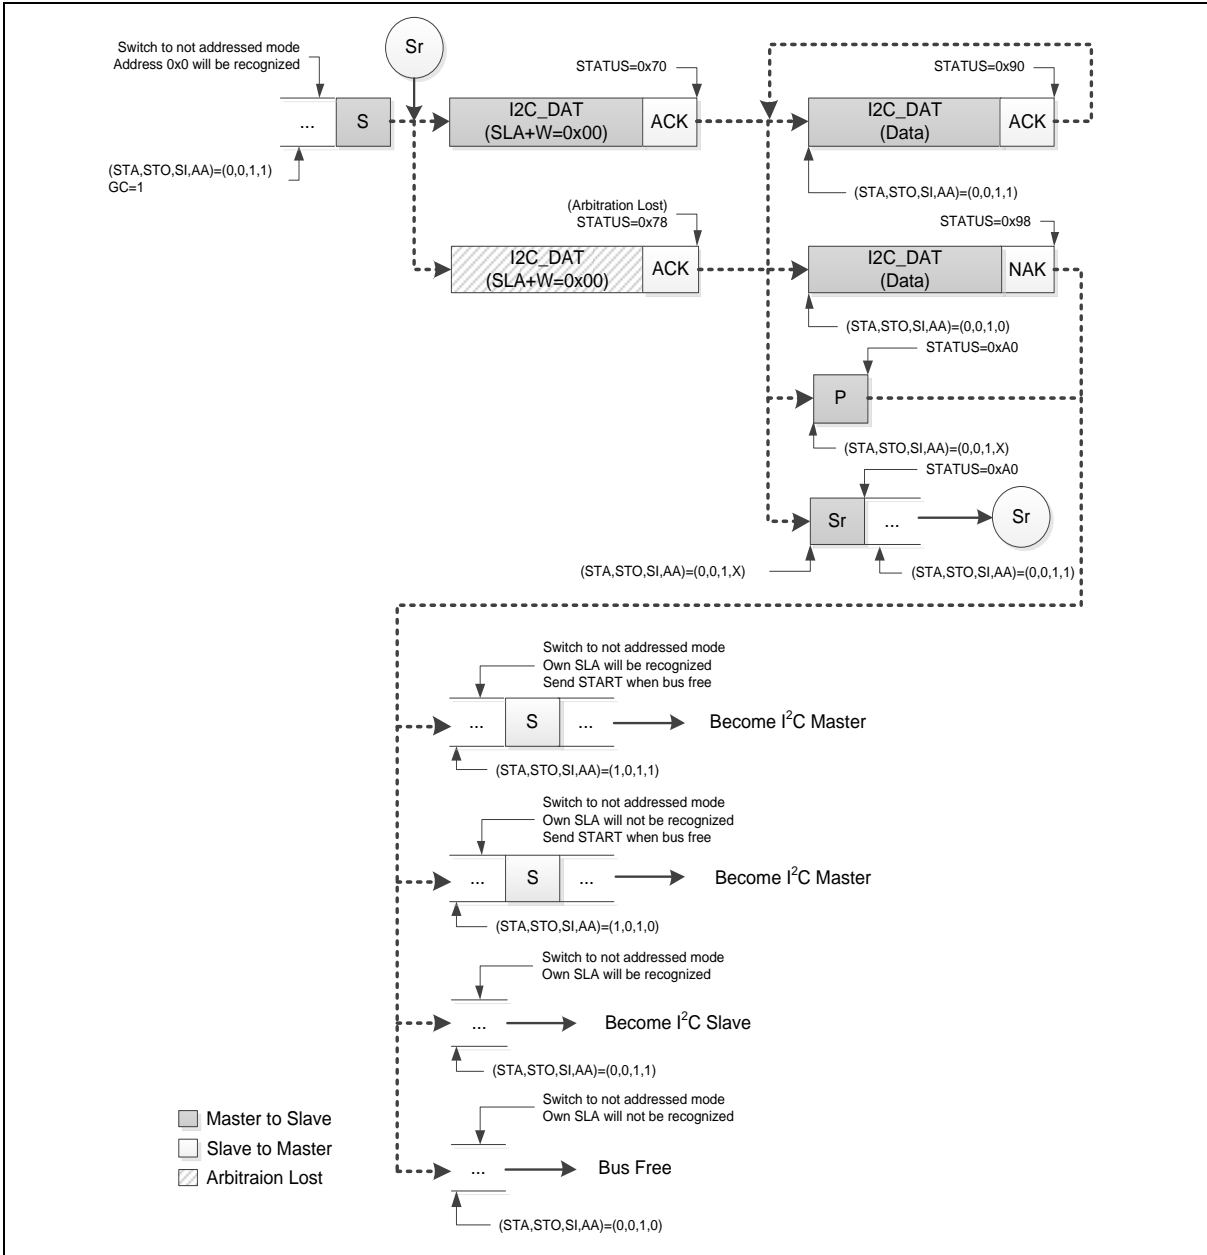 Sr
Switch to not addressed mode
Address 0x0 will be recognized
STATUS=0x70
STATUS=0x90
...
S
I2C_DAT
(SLA+W=0x00)
ACK
I2C_DAT
(Data)
ACK
(STA,STO,SI,AA)=(0,0,1,1)
GC=1
(STA,STO,SI,AA)=(0,0,1,1)
(Arbitration Lost)
STATUS=0x78
STATUS=0x98
I2C_DAT
(SLA+W=0x00)
ACK
I2C_DAT
(Data)
NAK
(STA,STO,SI,AA)=(0,0,1,0)
STATUS=0xA0
P
(STA,STO,SI,AA)=(0,0,1,X)
STATUS=0xA0
Sr
...
Sr
(STA,STO,SI,AA)=(0,0,1,X)
(STA,STO,SI,AA)=(0,0,1,1)
Switch to not addressed mode
Own SLA will be recognized
Send START when bus free
...
S
...
Become I²C Master
(STA,STO,SI,AA)=(1,0,1,1)
Switch to not addressed mode
Own SLA will not be recognized
Send START when bus free
...
S
...
Become I²C Master
(STA,STO,SI,AA)=(1,0,1,0)
Switch to not addressed mode
Own SLA will be recognized
...
Become I²C Slave
(STA,STO,SI,AA)=(0,0,1,1)
Switch to not addressed mode
Own SLA will not be recognized
...
Bus Free
(STA,STO,SI,AA)=(0,0,1,0)
Master to Slave
Slave to Master
Arbitraion Lost